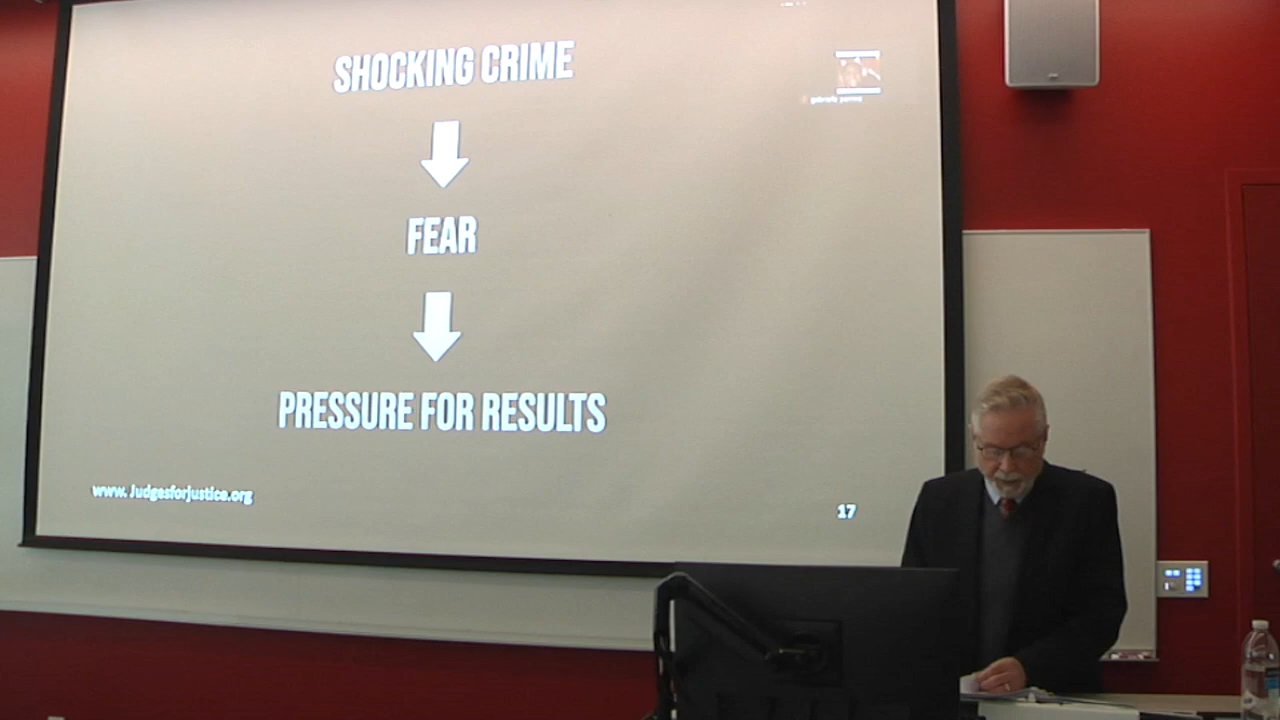 SHOCKING CRIME
FEAR
PRESSURE FOR RESULTS
www. Judgesforjustice.org
17